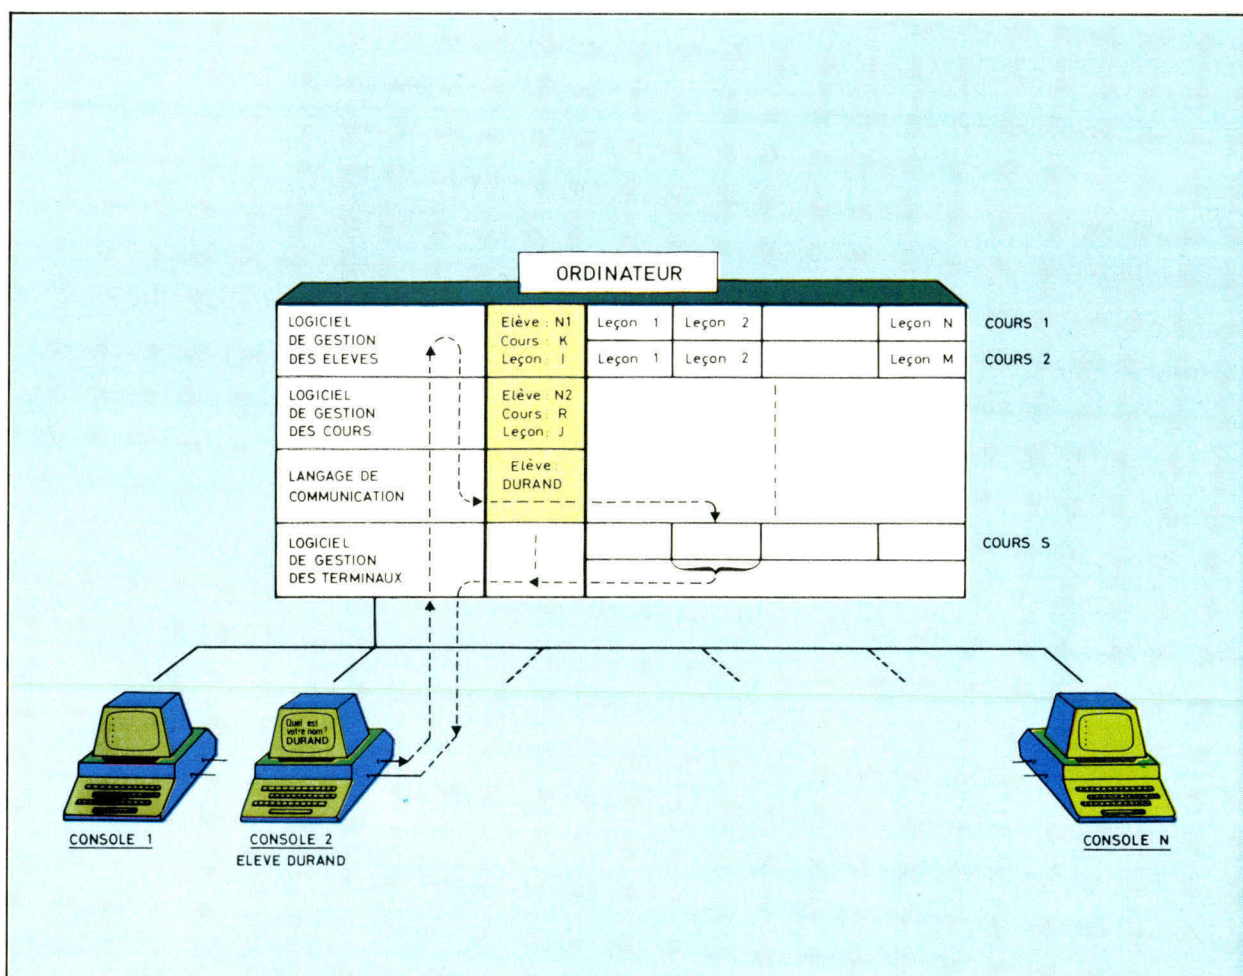 ORDINATEUR
LOGICIEL
DE GESTION
DES ELEVES
Elève : N1
Cours : K
Leçon : I
Leçon 1
Leçon 2
Leçon N
COURS 1
Leçon 1
Leçon 2
Leçon M
COURS 2
LOGICIEL
DE GESTION
DES COURS
Elève : N2
Cours : R
Leçon : J
LANGAGE DE
COMMUNICATION
Elève :
DURAND
LOGICIEL
DE GESTION
DES TERMINAUX
COURS S
Quel est
votre nom?
DURAND
CONSOLE 1
CONSOLE 2
ELEVE DURAND
CONSOLE N